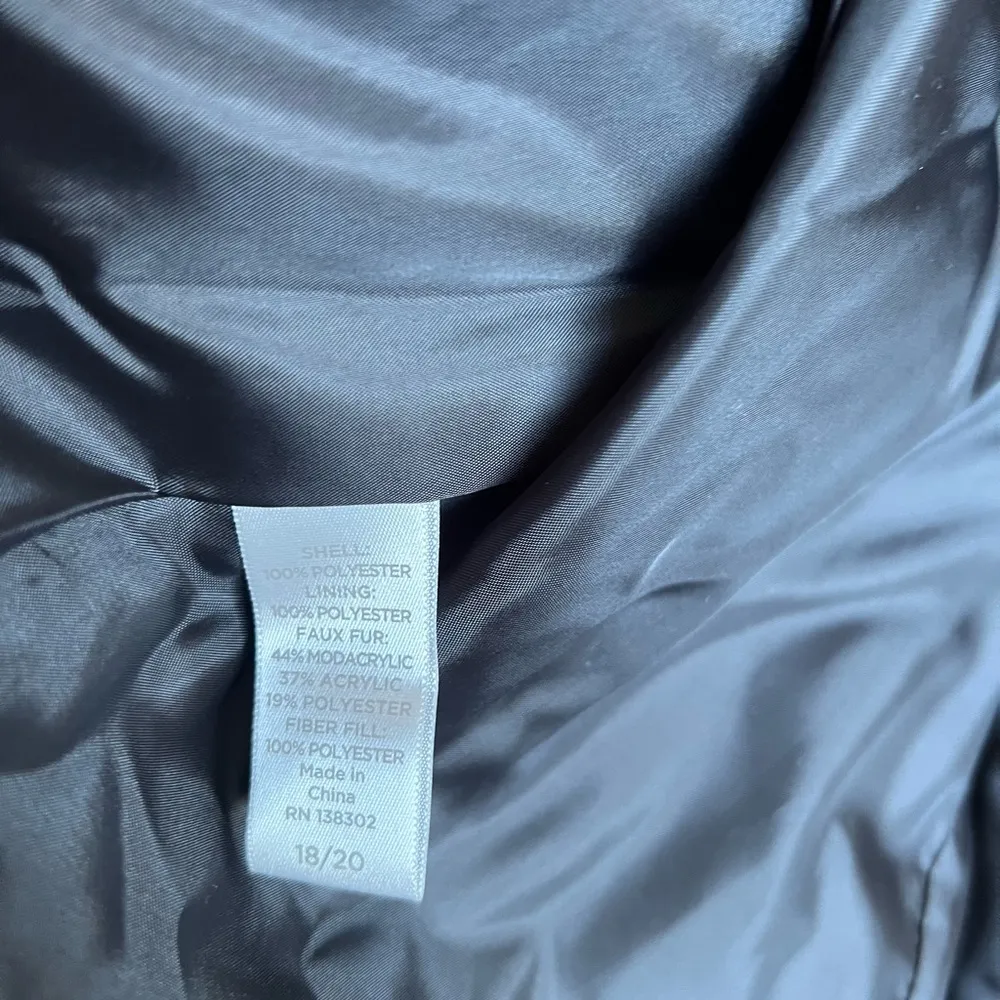 SHELL:
100% POLYESTER
LINING:
100% POLYESTER
FAUX FUR:
44% MODACRYLIC
37% ACRYLIC
19% POLYESTER
FIBER FILL:
100% POLYESTER
Made in
China
RN 138302
18/20